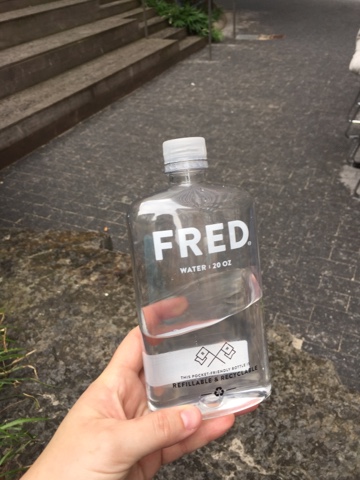 FRED
WATER | 20 OZ
THIS POCKET-FRIENDLY BOTTLE IS
REFILLABLE & RECYCLABLE